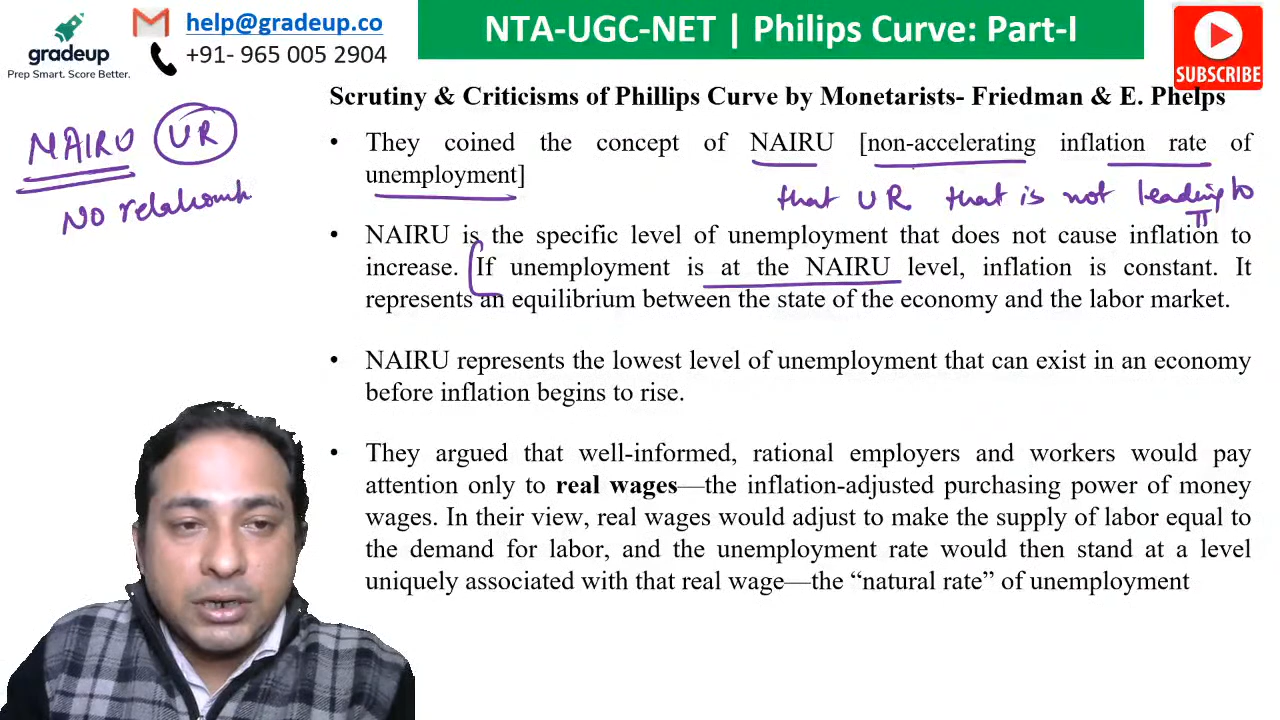 gradeup
Prep Smart. Score Better.
help@gradeup.co
+91- 965 005 2904
NTA-UGC-NET | Philips Curve: Part-I
SUBSCRIBE
Scrutiny & Criticisms of Phillips Curve by Monetarists- Friedman & E. Phelps
NAIRU UR
No relation
• They coined the concept of NAIRU [non-accelerating inflation rate of
unemployment]
that UR that is not leading to
π
• NAIRU is the specific level of unemployment that does not cause inflation to
increase. If unemployment is at the NAIRU level, inflation is constant. It
represents an equilibrium between the state of the economy and the labor market.
• NAIRU represents the lowest level of unemployment that can exist in an economy
before inflation begins to rise.
• They argued that well-informed, rational employers and workers would pay
attention only to real wages—the inflation-adjusted purchasing power of money
wages. In their view, real wages would adjust to make the supply of labor equal to
the demand for labor, and the unemployment rate would then stand at a level
uniquely associated with that real wage—the “natural rate” of unemployment